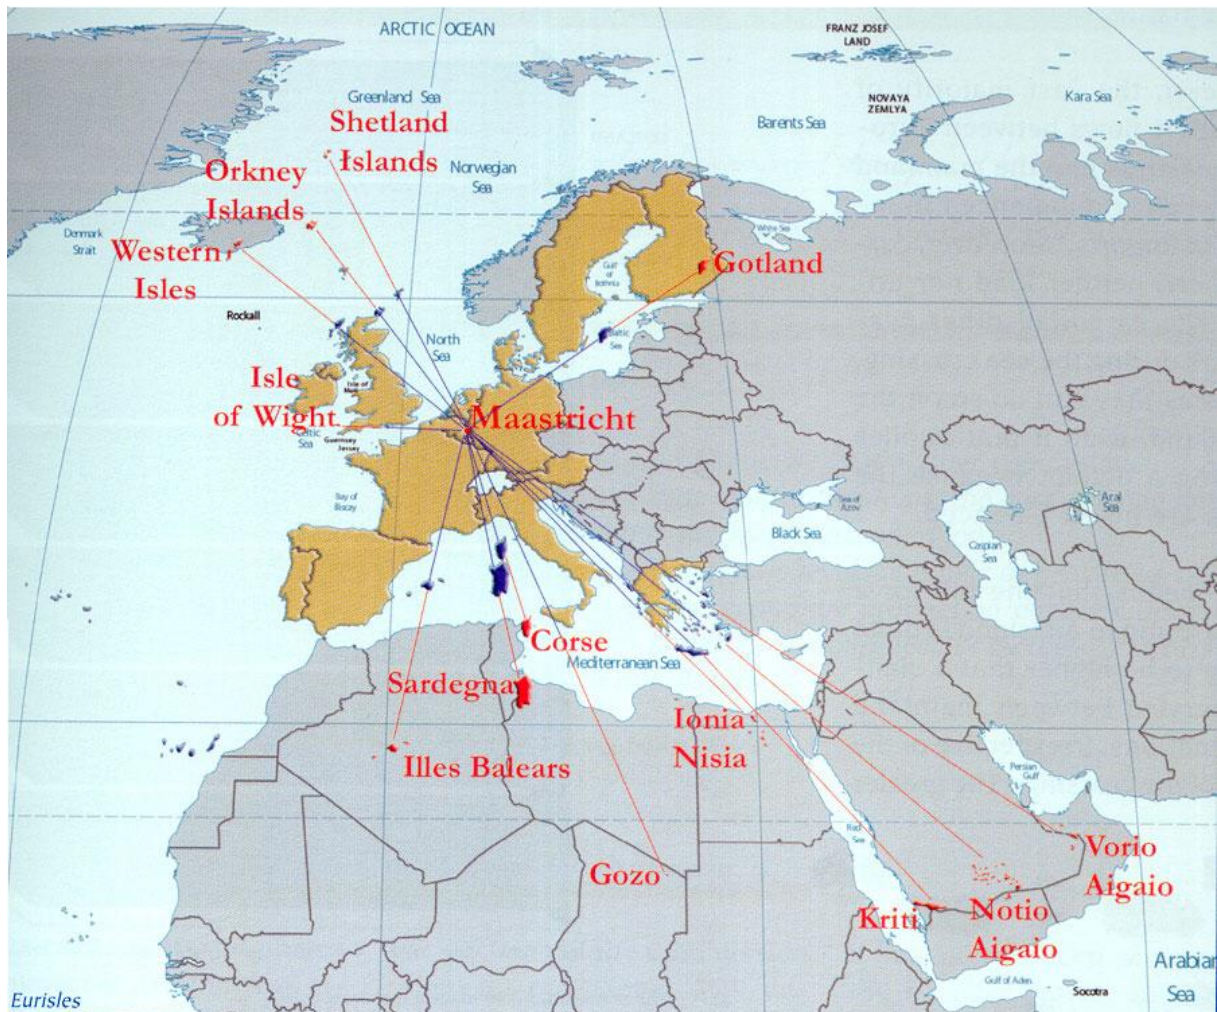 ARCTIC OCEAN
FRANZ JOSEF
LAND
Greenland Sea
NOVAYA
ZEMLYA
Kara Sea
Barents Sea
Shetland
Islands
Norwegian
Sea
Orkney
Islands
Denmark
Strait
White Sea
Western
Isles
Gulf
of
Bothnia
Gotland
Rockall
North
Sea
Baltic
Sea
Isle
of Wight
Isle of
Man
Maastricht
Celtic
Sea
Guernsey
Jersey
Bay of
Biscay
Sea of
Azov
Aral
Sea
Black Sea
Caspian
Sea
Corse
Mediterranean Sea
Sardegna
Ionia
Nisia
Illes Balears
Persian
Gulf
Red
Sea
Vorio
Aigaio
Gozo
Kriti
Notio
Aigaio
Arabian
Sea
Gulf of Aden
Socotra
Eurisles